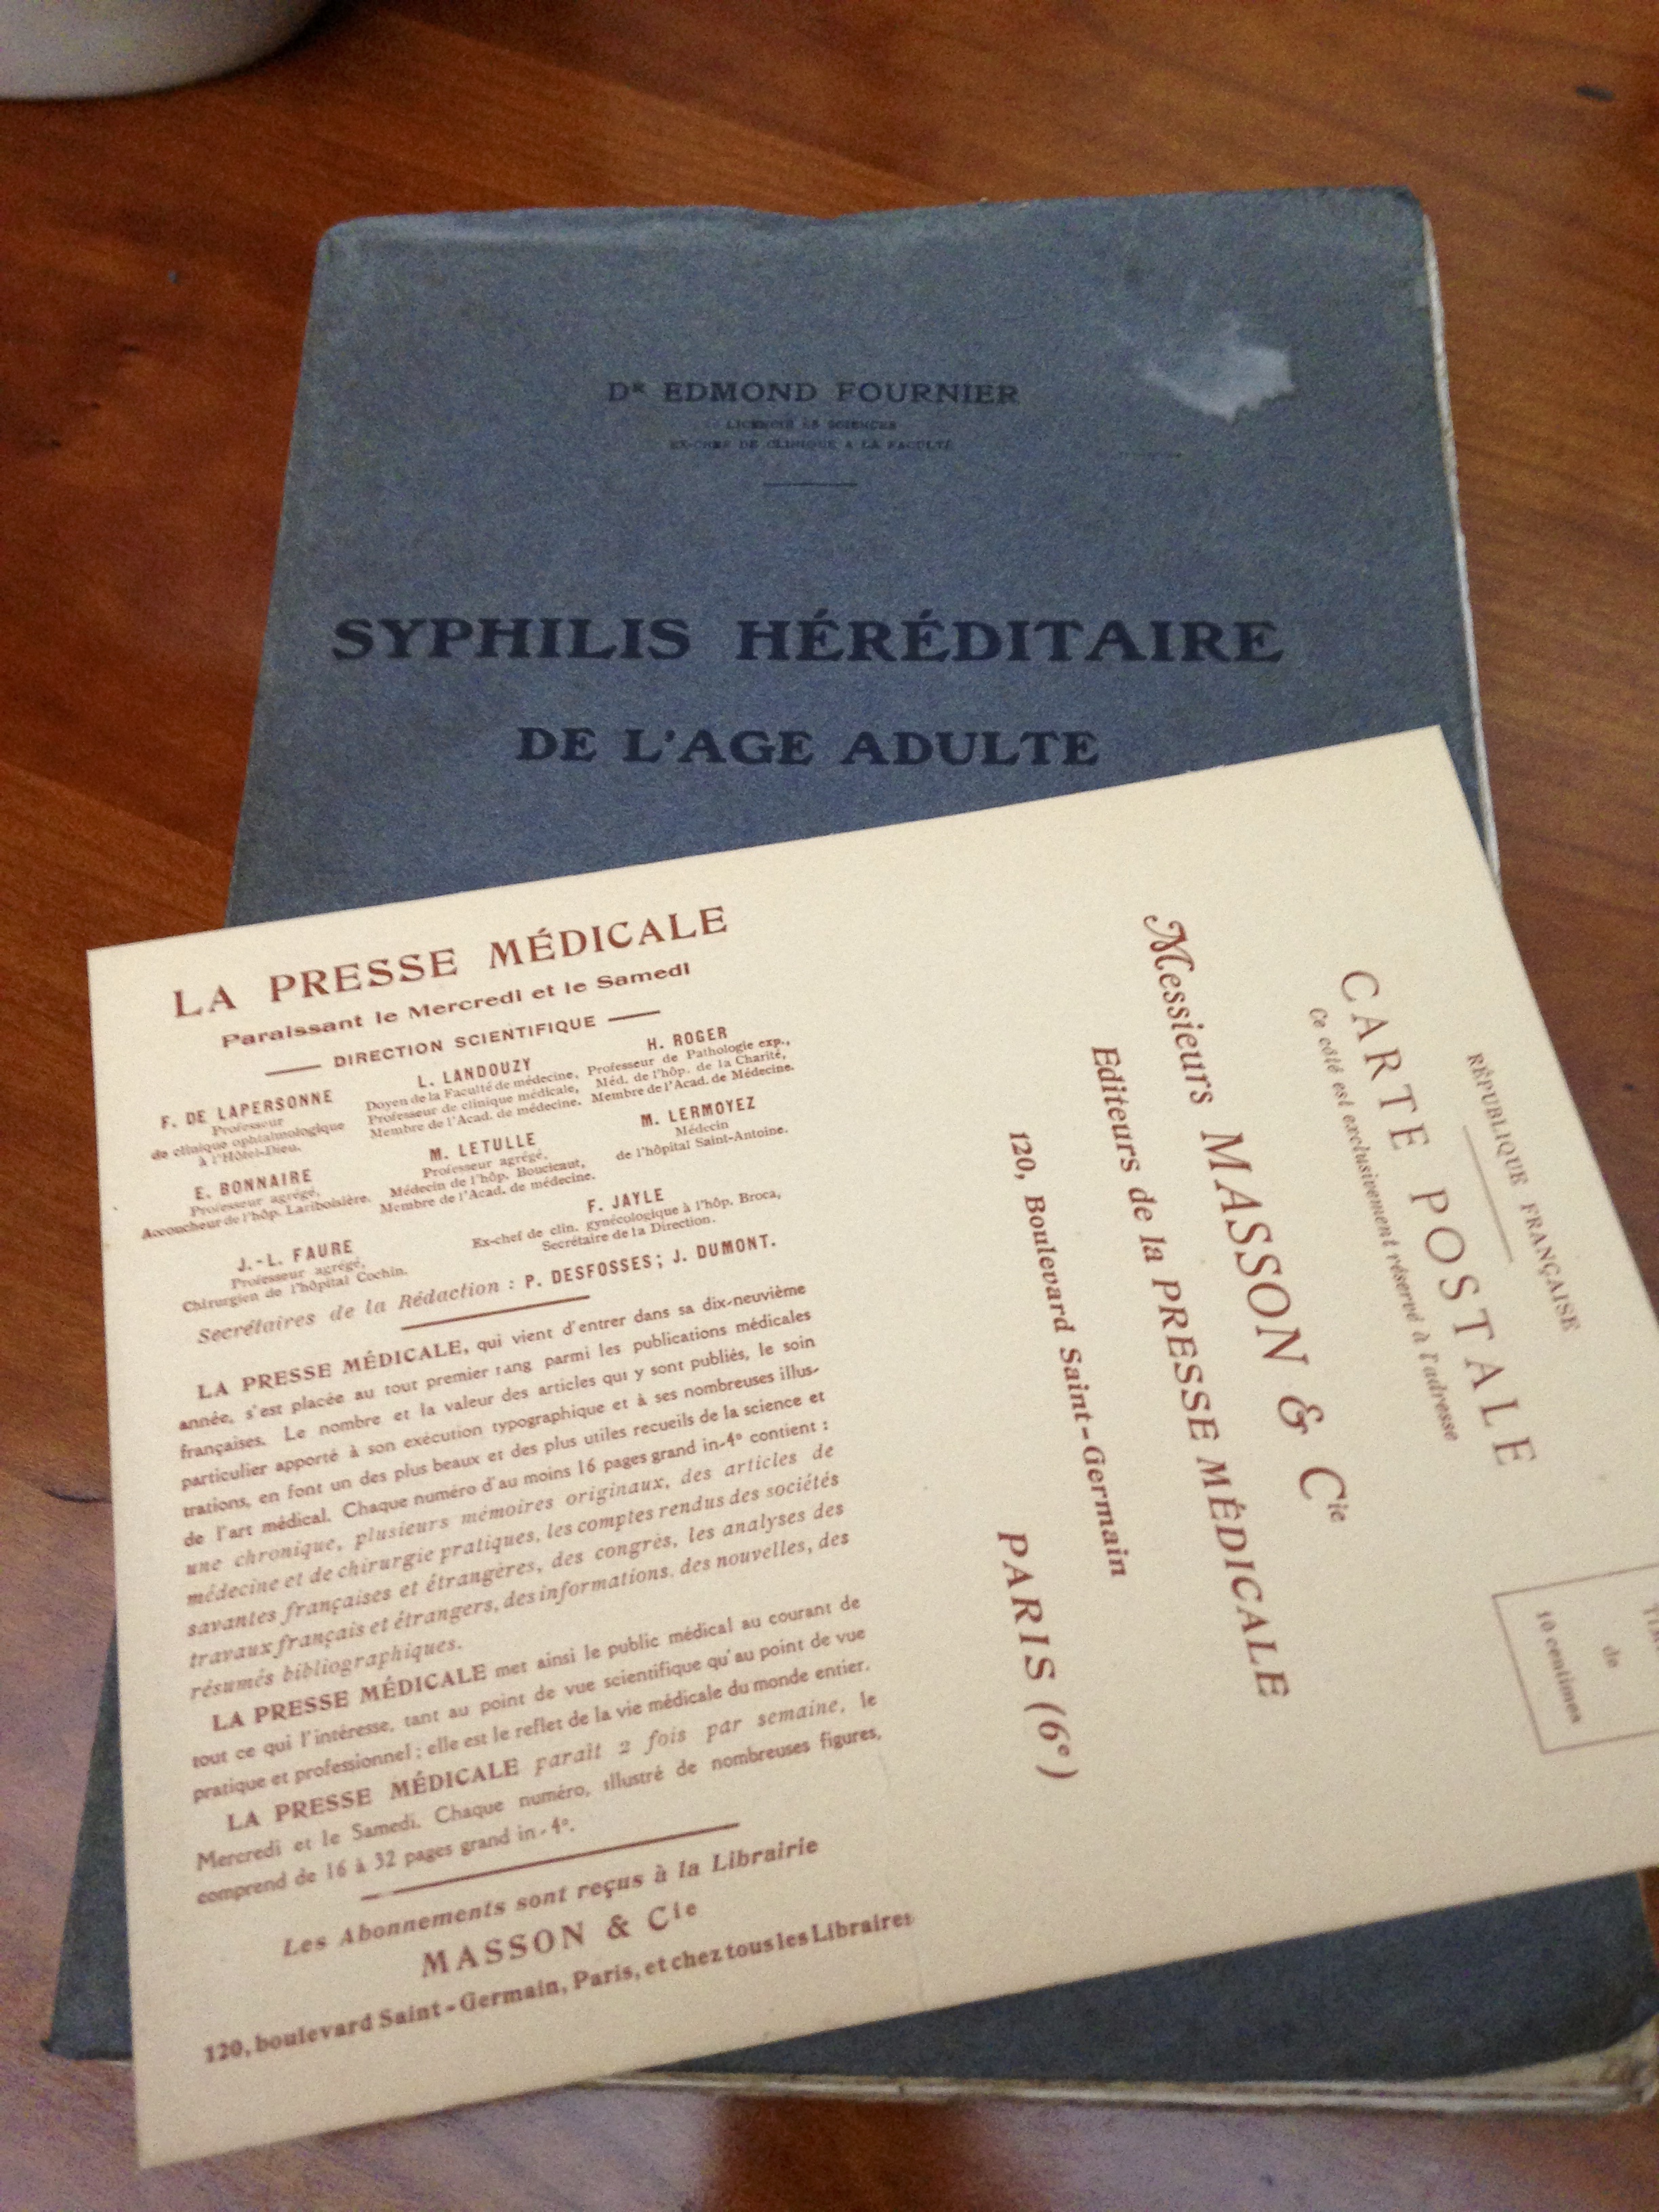 Dʳ EDMOND FOURNIER
LICENCIÉ ÈS SCIENCES
EX-CHEF DE CLINIQUE A LA FACULTÉ
SYPHILIS HÉRÉDITAIRE
DE L'AGE ADULTE
LA PRESSE MÉDICALE
Paraissant le Mercredi et le Samedi
DIRECTION SCIENTIFIQUE
F. DE LAPERSONNE
Professeur
de clinique ophtalmologique
à l'Hôtel-Dieu.
L. LANDOUZY
Doyen de la Faculté de médecine,
Professeur de clinique médicale,
Membre de l'Acad. de médecine.
H. ROGER
Professeur de Pathologie exp.,
Méd. de l'hôp. de la Charité,
Membre de l'Acad. de Médecine.
E. BONNAIRE
Professeur agrégé,
Accoucheur de l'hôp. Lariboisière.
M. LETULLE
Professeur agrégé,
Médecin de l'hôp. Boucicaut,
Membre de l'Acad. de médecine.
M. LERMOYEZ
Médecin
de l'hôpital Saint-Antoine.
J.-L. FAURE
Professeur agrégé,
Chirurgien de l'hôpital Cochin.
F. JAYLE
Ex-chef de clin. gynécologique à l'hôp. Broca,
Secrétaire de la Direction.
Secrétaires de la Rédaction : P. DESFOSSES ; J. DUMONT.
LA PRESSE MÉDICALE, qui vient d'entrer dans sa dix-neuvième
année, s'est placée au tout premier rang parmi les publications médicales
françaises. Le nombre et la valeur des articles qui y sont publiés, le soin
particulier apporté à son exécution typographique et à ses nombreuses illus-
trations, en font un des plus beaux et des plus utiles recueils de la science et
de l'art médical. Chaque numéro d'au moins 16 pages grand in-4° contient :
une chronique, plusieurs mémoires originaux, des articles de
médecine et de chirurgie pratiques, les comptes rendus des sociétés
savantes françaises et étrangères, des congrès, les analyses des
travaux français et étrangers, des informations, des nouvelles, des
résumés bibliographiques.
LA PRESSE MÉDICALE met ainsi le public médical au courant de
tout ce qui l'intéresse, tant au point de vue scientifique qu'au point de vue
pratique et professionnel ; elle est le reflet de la vie médicale du monde entier.
LA PRESSE MÉDICALE paraît 2 fois par semaine, le
Mercredi et le Samedi. Chaque numéro, illustré de nombreuses figures,
comprend de 16 à 32 pages grand in-4°.
Les Abonnements sont reçus à la Librairie
MASSON & Cie
120, boulevard Saint-Germain, Paris, et chez tous les Libraires
RÉPUBLIQUE FRANÇAISE
CARTE POSTALE
Ce côté est exclusivement réservé à l'adresse
de
10 centimes
Messieurs MASSON & Cie
Editeurs de la PRESSE MÉDICALE
120, Boulevard Saint-Germain
PARIS (6e)